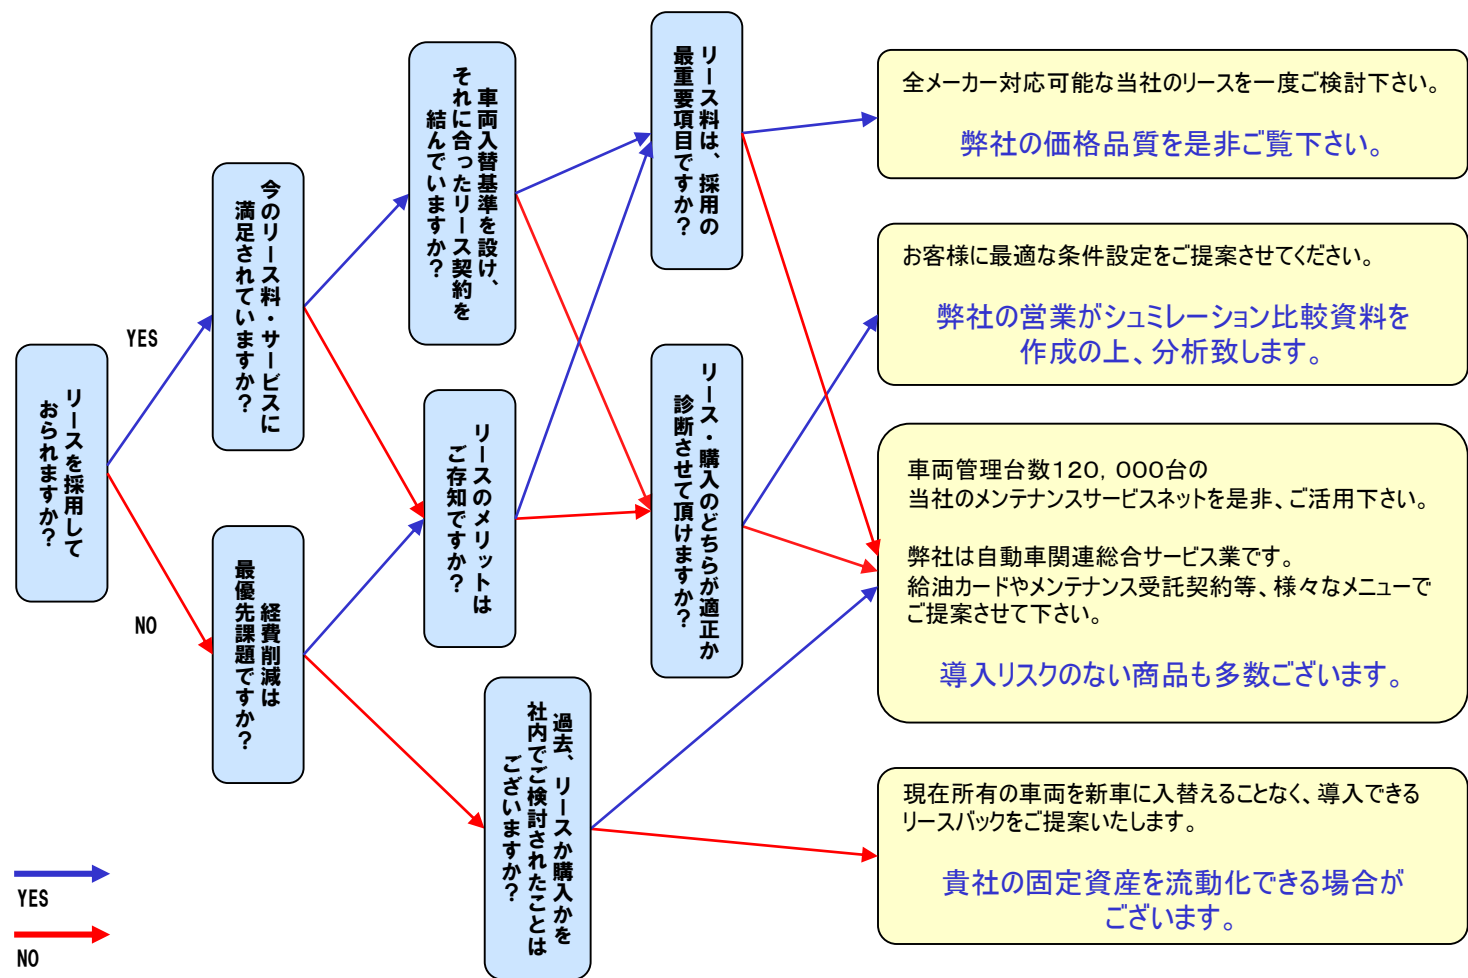 リースを採用して
おられますか？
YES
NO
今のリース料・サービスに
満足されていますか？
経費削減は
最優先課題ですか？
車両入替基準を設け、
それに合ったリース契約を
結んでいますか？
リースのメリットは
ご存知ですか？
過去、リースか購入かを
社内でご検討されたことは
ございますか？
リース料は、採用の
最重要項目ですか？
リース・購入のどちらが適正か
診断させて頂けますか？
全メーカー対応可能な当社のリースを一度ご検討下さい。
弊社の価格品質を是非ご覧下さい。
お客様に最適な条件設定をご提案させてください。
弊社の営業がシュミレーション比較資料を
作成の上、分析致します。
車両管理台数１２０，０００台の
当社のメンテナンスサービスネットを是非、ご活用下さい。
弊社は自動車関連総合サービス業です。
給油カードやメンテナンス受託契約等、様々なメニューで
ご提案させて下さい。
導入リスクのない商品も多数ございます。
現在所有の車両を新車に入替えることなく、導入できる
リースバックをご提案いたします。
貴社の固定資産を流動化できる場合が
ございます。
YES
NO